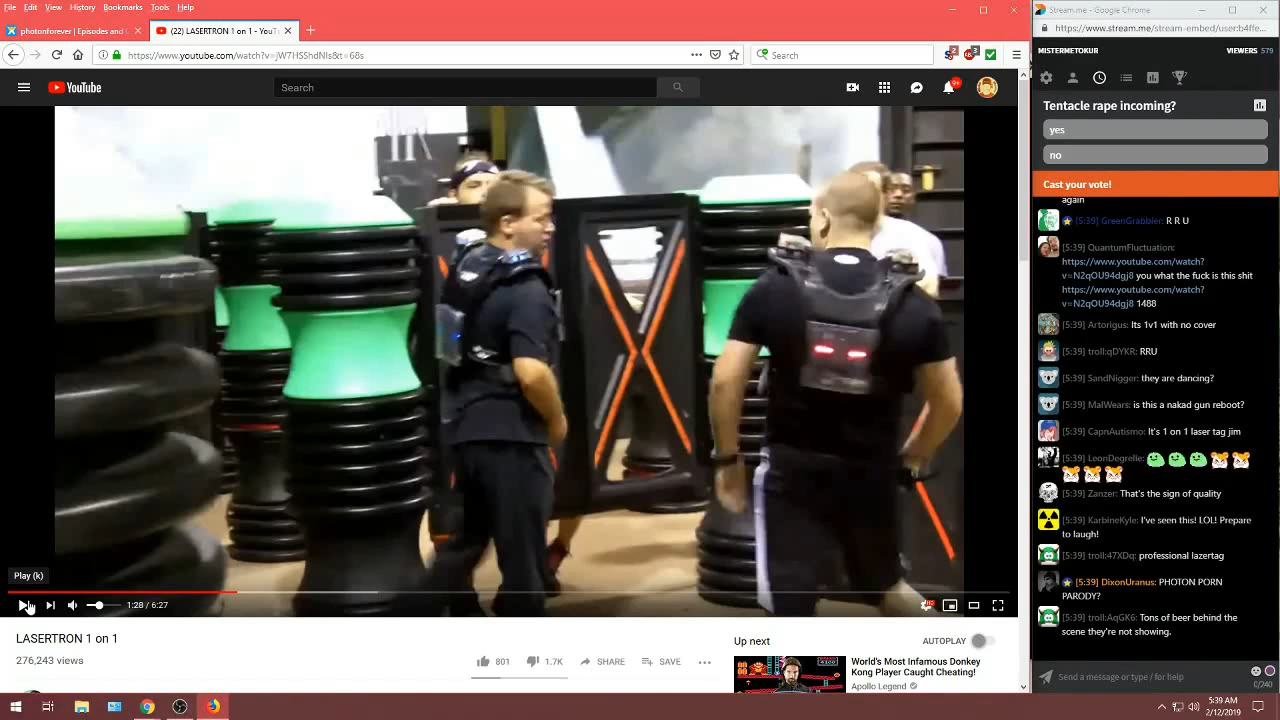 File Edit View History Bookmarks Tools Help
photonforever | Episodes and
(22) LASERTRON 1 on 1 - YouT
https://www.youtube.com/watch?v=jW7HSShdNIs&t=68s
Search
YouTube
Search
9+
Play (k)
1:28 / 6:27
HD
LASERTRON 1 on 1
276,243 views
801
1.7K
SHARE
SAVE
Up next
AUTOPLAY
World's Most Infamous Donkey
Kong Player Caught Cheating!
Apollo Legend
Stream.me - Google Chrome
https://www.stream.me/stream-embed/user:b4ffe...
MISTERMETOKUR
VIEWERS 579
Tentacle rape incoming?
yes
no
Cast your vote!
again
[5:39] GreenGrabbler: R R U
[5:39] QuantumFluctuation:
https://www.youtube.com/watch?
v=N2qOU94dgj8 you what the fuck is this shit
https://www.youtube.com/watch?
v=N2qOU94dgj8 1488
[5:39] Artorigus: Its 1v1 with no cover
[5:39] troll:qDYKR: RRU
[5:39] SandNigger: they are dancing?
[5:39] MalWears: is this a nakad gun reboot?
[5:39] CapnAutismo: It's 1 on 1 laser tag jim
[5:39] LeonDegrelle:
[5:39] Zanzer: That's the sign of quality
[5:39] KarbineKyle: I've seen this! LOL! Prepare
to laugh!
[5:39] troll:47XDq: professional lazertag
[5:39] DixonUranus: PHOTON PORN
PARODY?
[5:39] troll:AqGK6: Tons of beer behind the
scene they're not showing.
Send a message or type / for help
0/240
5:39 AM
2/12/2019